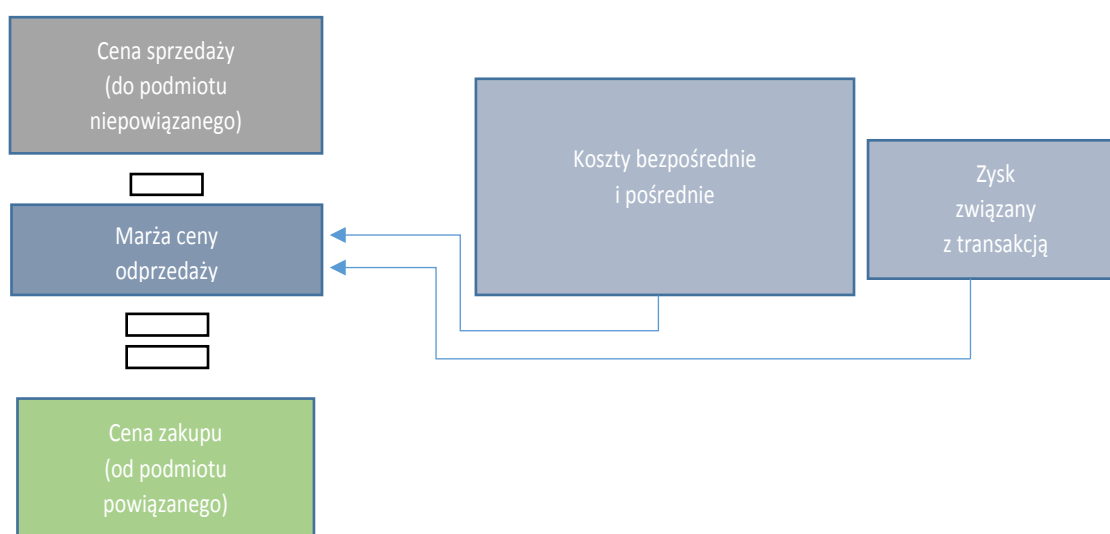 Cena sprzedaży
(do podmiotu
niepowiązanego)
Marża ceny
odprzedaży
Cena zakupu
(od podmiotu
powiązanego)
Koszty bezpośrednie
i pośrednie
Zysk
związany
z transakcją